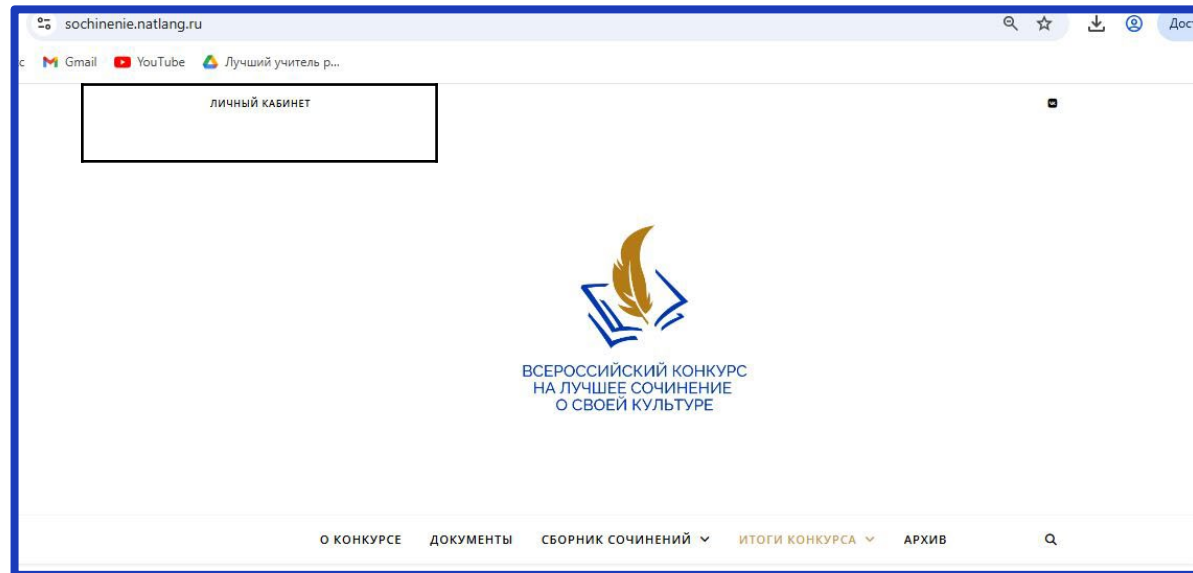 sochinenie.natlang.ru
Gmail YouTube Лучший учитель р...
ЛИЧНЫЙ КАБИНЕТ
ВСЕРОССИЙСКИЙ КОНКУРС
НА ЛУЧШЕЕ СОЧИНЕНИЕ
О СВОЕЙ КУЛЬТУРЕ
О КОНКУРСЕ ДОКУМЕНТЫ СБОРНИК СОЧИНЕНИЙ ИТОГИ КОНКУРСА АРХИВ